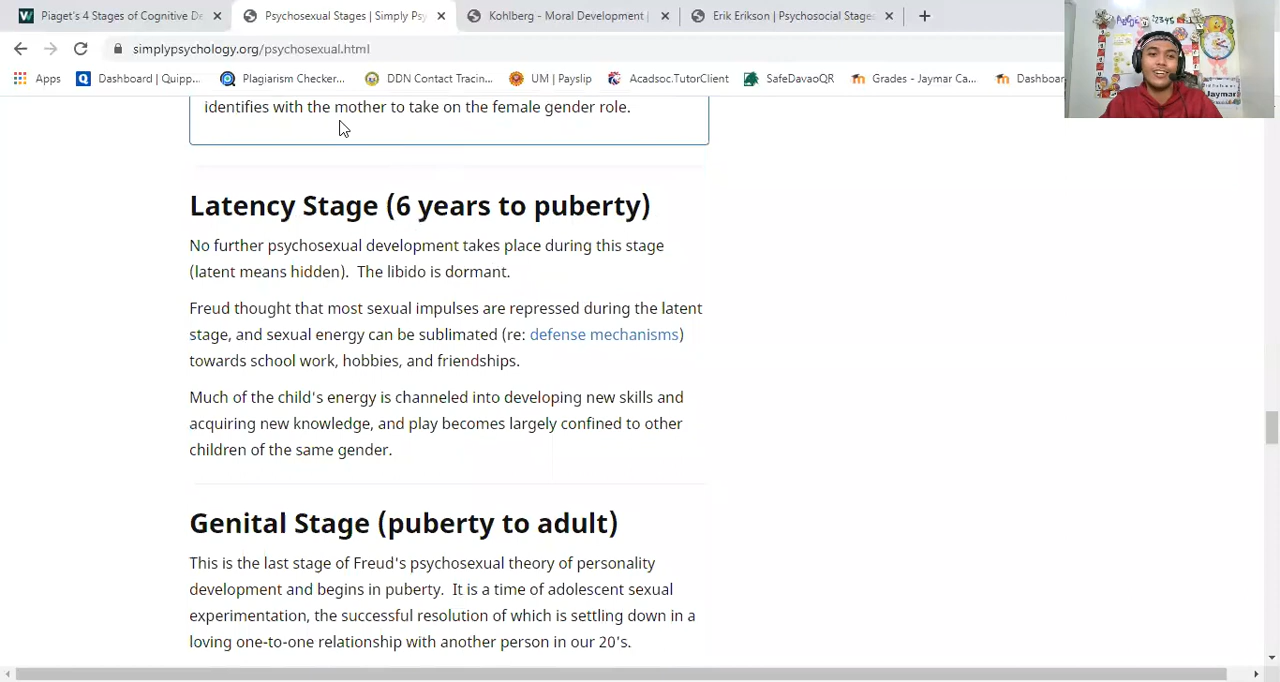 Piaget's 4 Stages of Cognitive De
Psychosexual Stages | Simply Psy
Kohlberg - Moral Development |
Erik Erikson | Psychosocial Stages
simplypsychology.org/psychosexual.html
Apps
Dashboard | Quipp...
Plagiarism Checker...
DDN Contact Tracin...
UM | Payslip
Acadsoc.TutorClient
SafeDavaoQR
Grades - Jaymar Ca...
Dashboar
Jaymar
identifies with the mother to take on the female gender role.
Latency Stage (6 years to puberty)
No further psychosexual development takes place during this stage
(latent means hidden).  The libido is dormant.
Freud thought that most sexual impulses are repressed during the latent
stage, and sexual energy can be sublimated (re: defense mechanisms)
towards school work, hobbies, and friendships.
Much of the child's energy is channeled into developing new skills and
acquiring new knowledge, and play becomes largely confined to other
children of the same gender.
Genital Stage (puberty to adult)
This is the last stage of Freud's psychosexual theory of personality
development and begins in puberty.  It is a time of adolescent sexual
experimentation, the successful resolution of which is settling down in a
loving one-to-one relationship with another person in our 20's.